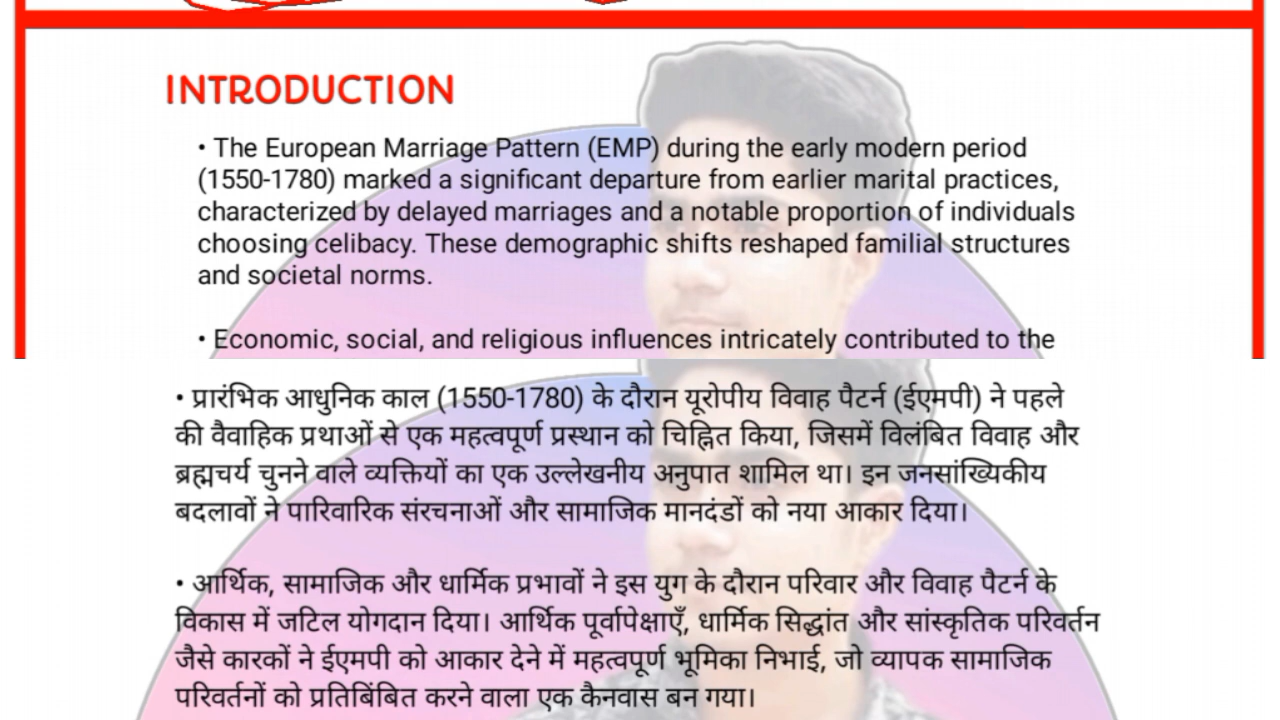 INTRODUCTION
• The European Marriage Pattern (EMP) during the early modern period
(1550-1780) marked a significant departure from earlier marital practices,
characterized by delayed marriages and a notable proportion of individuals
choosing celibacy. These demographic shifts reshaped familial structures
and societal norms.
• Economic, social, and religious influences intricately contributed to the
• प्रारंभिक आधुनिक काल (1550-1780) के दौरान यूरोपीय विवाह पैटर्न (ईएमपी) ने पहले
की वैवाहिक प्रथाओं से एक महत्वपूर्ण प्रस्थान को चिह्नित किया, जिसमें विलंबित विवाह और
ब्रह्मचर्य चुनने वाले व्यक्तियों का एक उल्लेखनीय अनुपात शामिल था। इन जनसांख्यिकीय
बदलावों ने पारिवारिक संरचनाओं और सामाजिक मानदंडों को नया आकार दिया।
• आर्थिक, सामाजिक और धार्मिक प्रभावों ने इस युग के दौरान परिवार और विवाह पैटर्न के
विकास में जटिल योगदान दिया। आर्थिक पूर्वापेक्षाएँ, धार्मिक सिद्धांत और सांस्कृतिक परिवर्तन
जैसे कारकों ने ईएमपी को आकार देने में महत्वपूर्ण भूमिका निभाई, जो व्यापक सामाजिक
परिवर्तनों को प्रतिबिंबित करने वाला एक कैनवास बन गया।